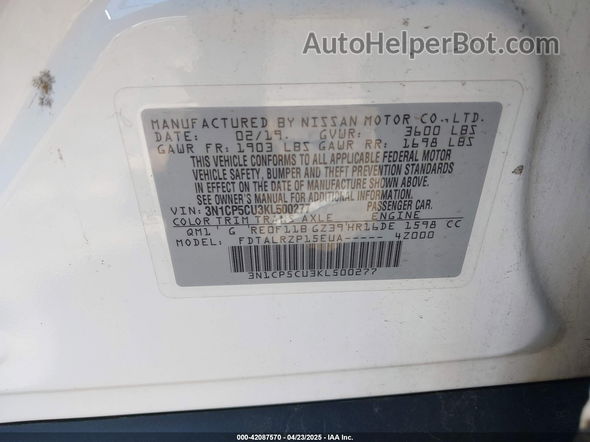 AutoHelperBot.com
MANUFACTURED BY NISSAN MOTOR CO.,LTD.
DATE: 02/19. GVWR: 3600 LBS
GAWR FR: 1903 LBS GAWR RR: 1698 LBS
THIS VEHICLE CONFORMS TO ALL APPLICABLE FEDERAL MOTOR
VEHICLE SAFETY, BUMPER AND THEFT PREVENTION STANDARDS
IN EFFECT ON THE DATE OF MANUFACTURE SHOWN ABOVE.
SEE OWNER'S MANUAL FOR ADDITIONAL INFORMATION.
VIN: 3N1CP5CU3KL500277 PASSENGER CAR.
COLOR TRIM TRANS AXLE ENGINE
QM1' G RE0F11B GZ39'HR16DE 1598 CC
FDTALRZP15EUA----- 4Z000
3N1CP5CU3KL500277
000-42087570 — 04/23/2025 — IAA Inc.